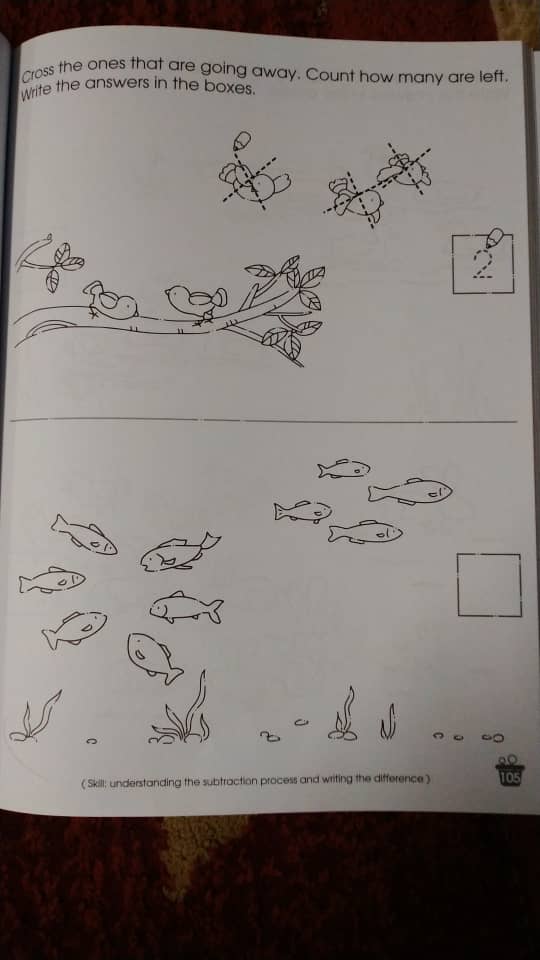 Cross the ones that are going away. Count how many are left.
Write the answers in the boxes.
2
( Skill: understanding the subtraction process and writing the difference )
105